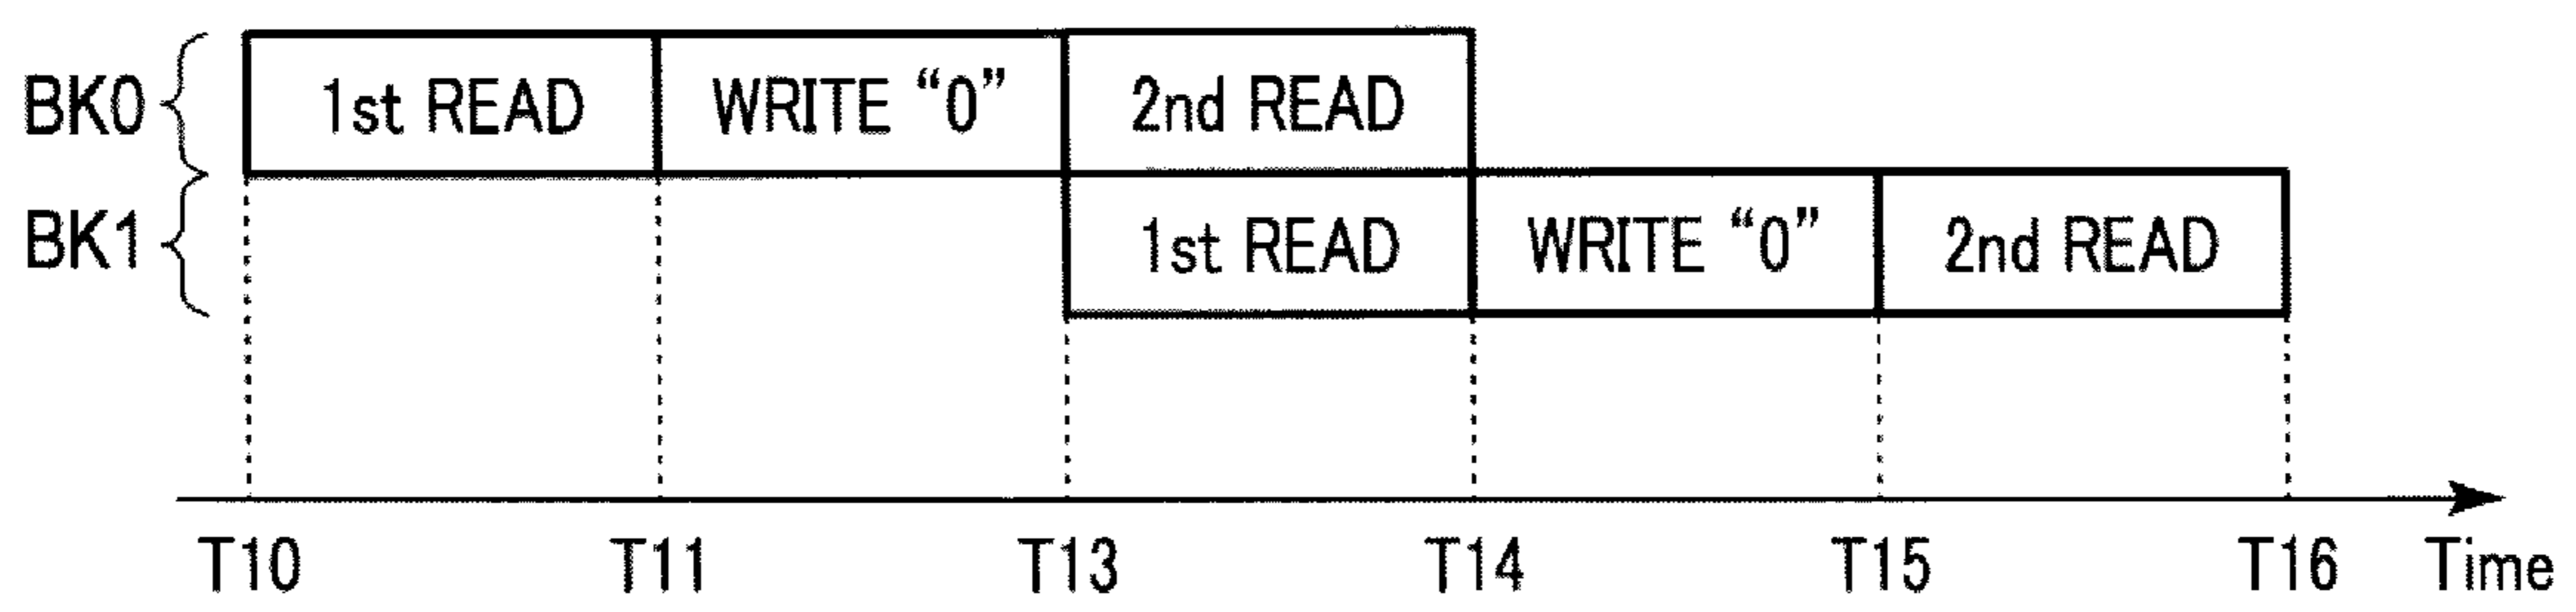 BK0 1st READ WRITE “0” 2nd READ
BK1 1st READ WRITE “0” 2nd READ
T10 T11 T13 T14 T15 T16 Time